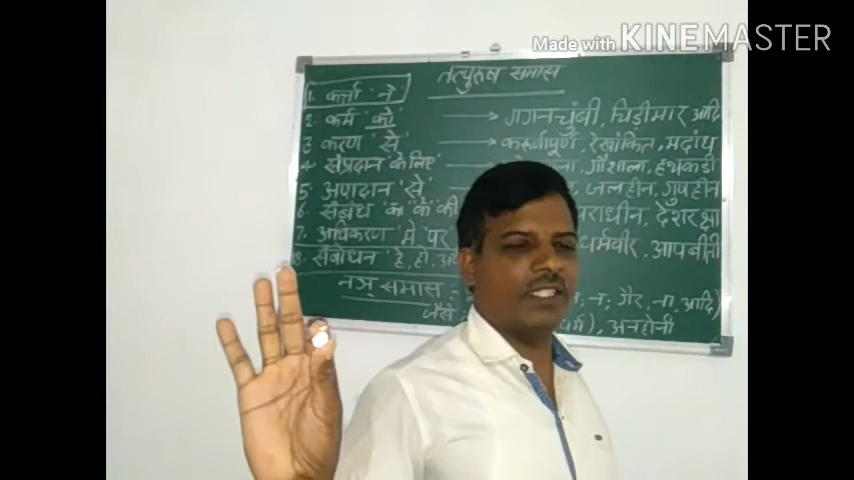 Made with KINEMASTER
तत्पुरुष समास
1. कर्त्ता 'ने'
2. कर्म 'को' → गगनचुंबी, चिड़ीमार आदि
3 करण 'से' → करूणापूर्ण, रेखांकित, मदांध
4. संप्रदान 'के लिए' → गौशाला, हथकडी
5. अपादान 'से' जलहीन, गुणहीन
6. संबंध 'का' 'के' 'की' पराधीन, देशरक्षा
7. अधिकरण 'मे' पर धर्मवीर, आपबीती
8. संबोधन 'हे, हो,
नञ् समास : न, गैर, ना, आदि)
जैसे अनहोनी